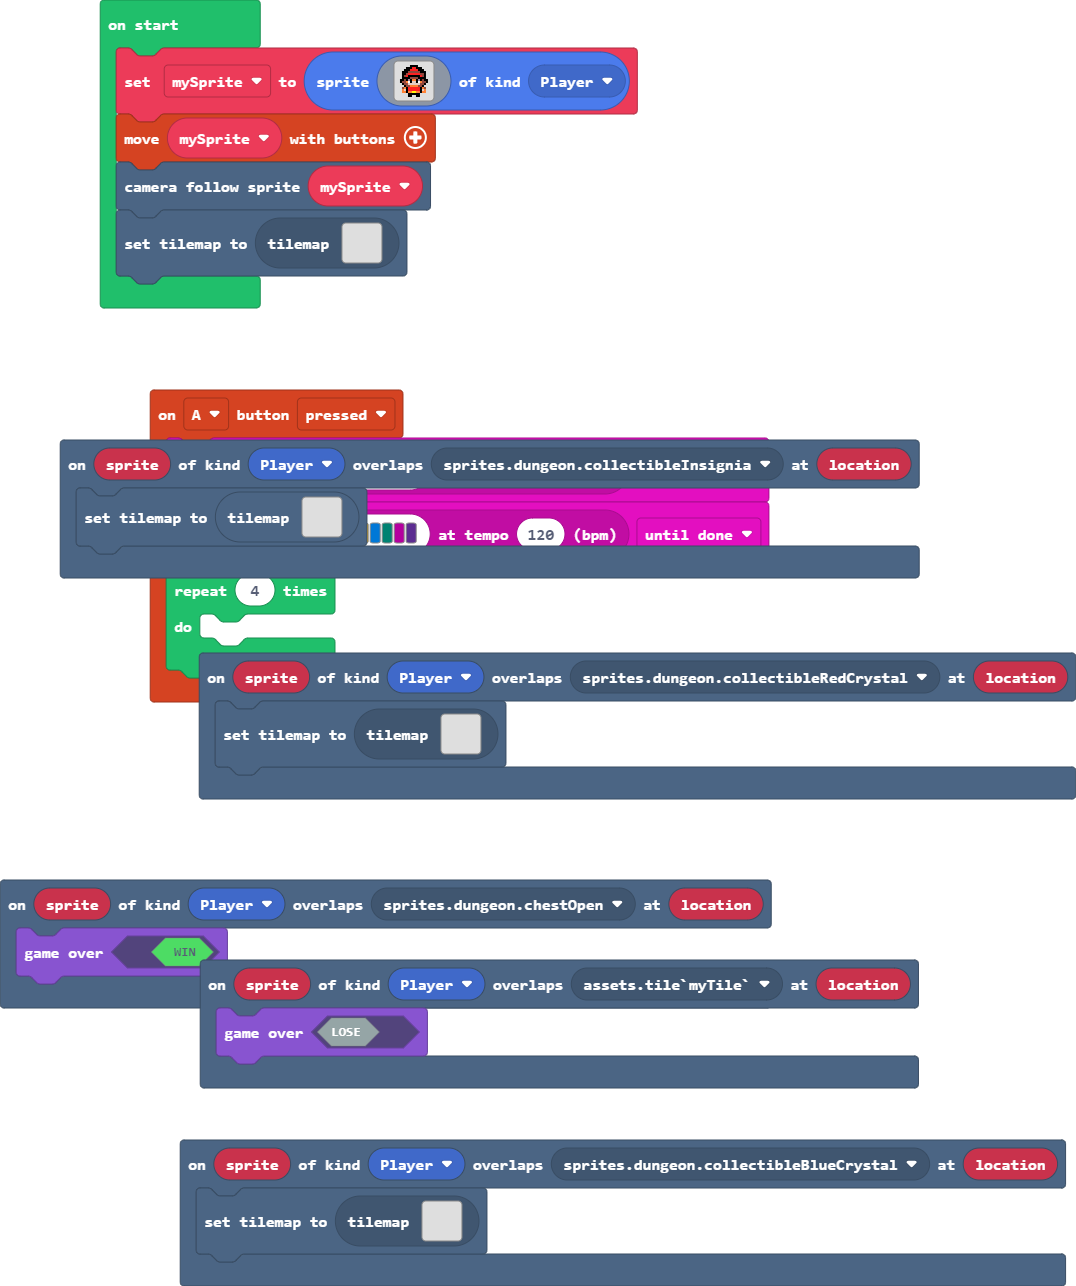 on start
set mySprite to sprite of kind Player
move mySprite with buttons
camera follow sprite mySprite
set tilemap to tilemap
on A button pressed
on sprite of kind Player overlaps sprites.dungeon.collectibleInsignia at location
set tilemap to tilemap
at tempo 120 (bpm) until done
repeat 4 times
do
on sprite of kind Player overlaps sprites.dungeon.collectibleRedCrystal at location
set tilemap to tilemap
on sprite of kind Player overlaps sprites.dungeon.chestOpen at location
game over WIN
on sprite of kind Player overlaps assets.tile`myTile` at location
game over LOSE
on sprite of kind Player overlaps sprites.dungeon.collectibleBlueCrystal at location
set tilemap to tilemap